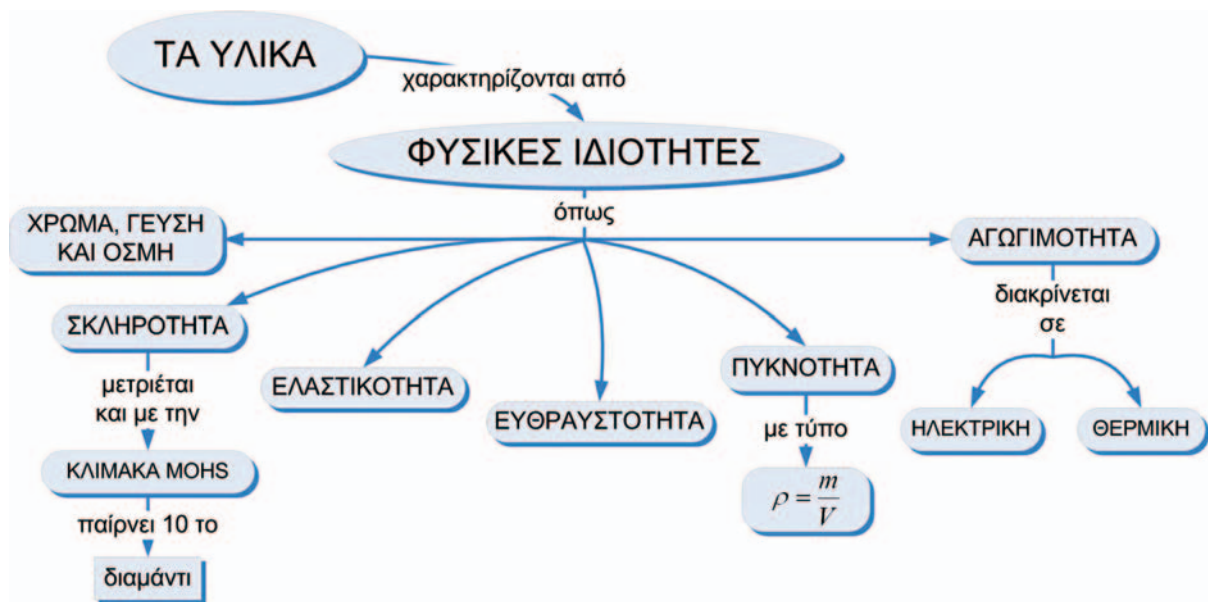 ΤΑ ΥΛΙΚΑ
χαρακτηρίζονται από
ΦΥΣΙΚΕΣ ΙΔΙΟΤΗΤΕΣ
όπως
ΧΡΩΜΑ, ΓΕΥΣΗ
ΚΑΙ ΟΣΜΗ
ΑΓΩΓΙΜΟΤΗΤΑ
διακρίνεται
σε
ΗΛΕΚΤΡΙΚΗ
ΘΕΡΜΙΚΗ
ΣΚΛΗΡΟΤΗΤΑ
μετριέται
και με την
ΚΛΙΜΑΚΑ MOHS
παίρνει 10 το
διαμάντι
ΕΛΑΣΤΙΚΟΤΗΤΑ
ΕΥΘΡΑΥΣΤΟΤΗΤΑ
ΠΥΚΝΟΤΗΤΑ
με τύπο
ρ = m/V